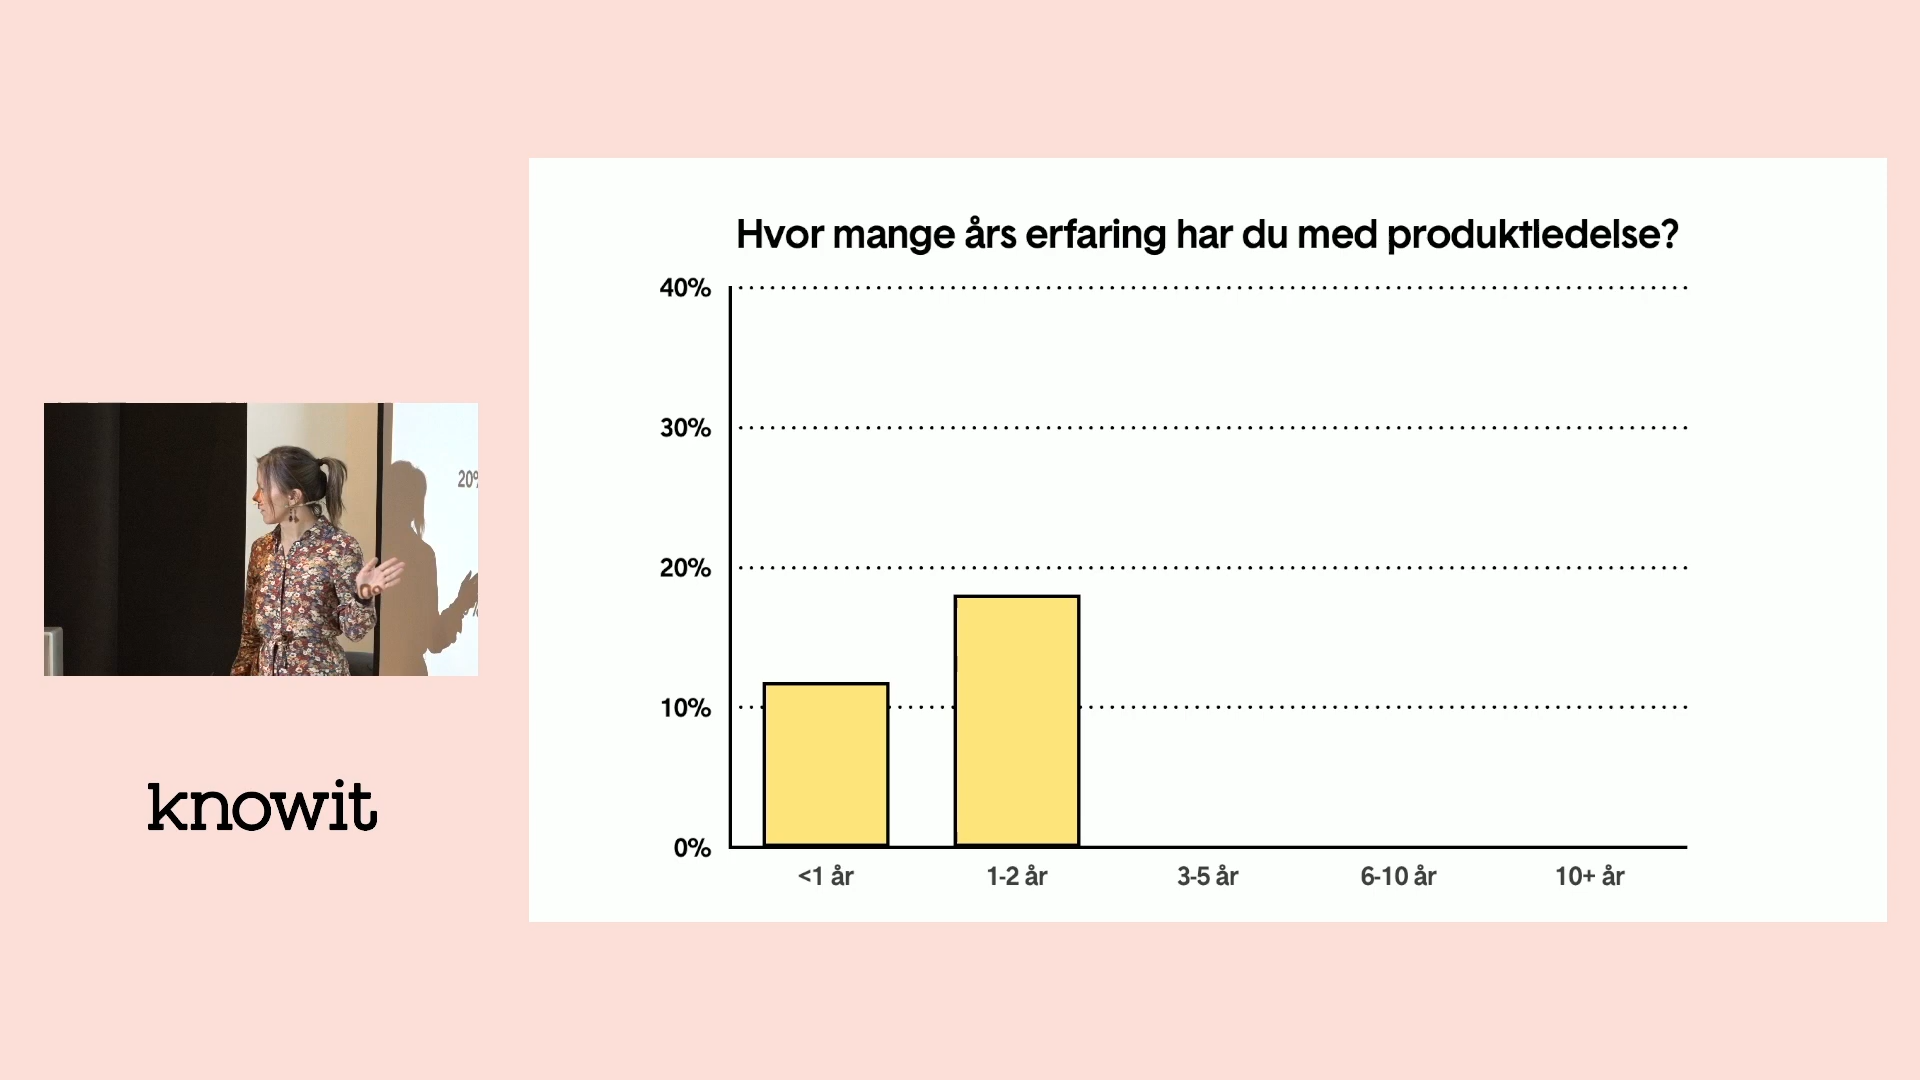 Hvor mange års erfaring har du med produktledelse?
40%
30%
20%
10%
0%
<1 år
1-2 år
3-5 år
6-10 år
10+ år
20%
knowit